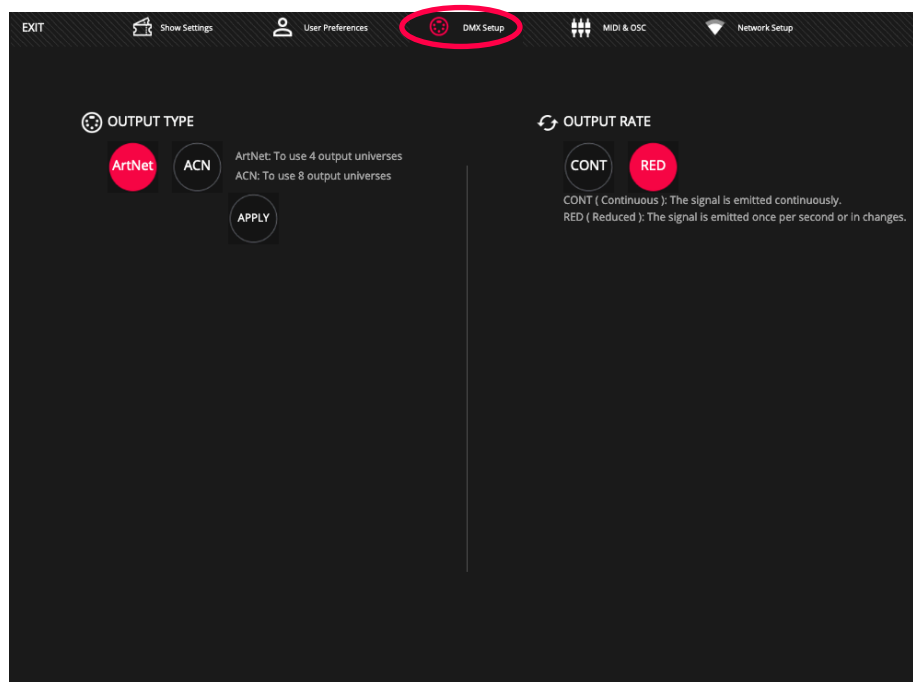 EXIT
Show Settings
User Preferences
DMX Setup
MIDI & OSC
Network Setup
OUTPUT TYPE
ArtNet
ACN
ArtNet: To use 4 output universes
ACN: To use 8 output universes
APPLY
OUTPUT RATE
CONT
RED
CONT ( Continuous ): The signal is emitted continuously.
RED ( Reduced ): The signal is emitted once per second or in changes.